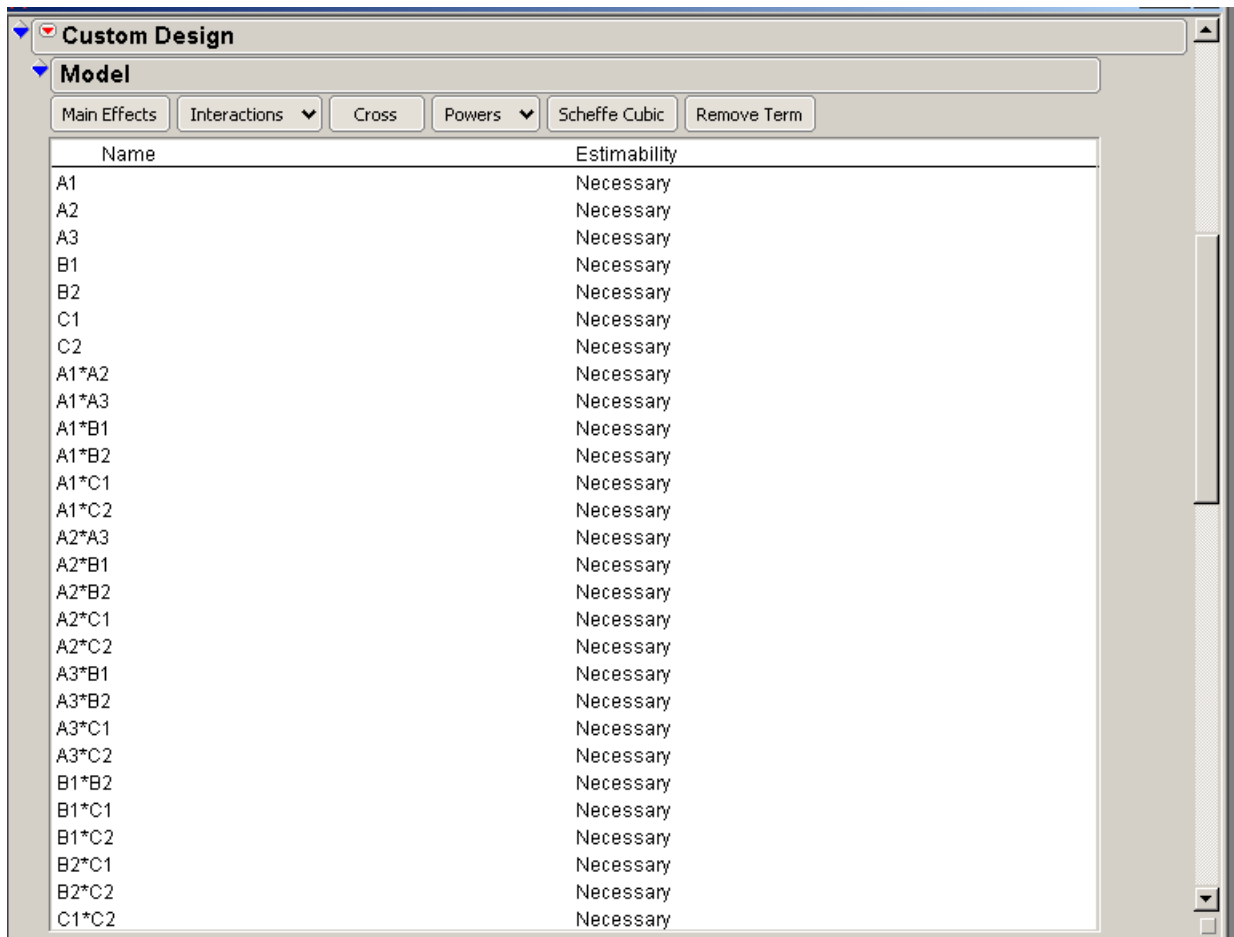 Custom Design
Model
Main Effects Interactions Cross Powers Scheffe Cubic Remove Term
Name Estimability
A1 Necessary
A2 Necessary
A3 Necessary
B1 Necessary
B2 Necessary
C1 Necessary
C2 Necessary
A1*A2 Necessary
A1*A3 Necessary
A1*B1 Necessary
A1*B2 Necessary
A1*C1 Necessary
A1*C2 Necessary
A2*A3 Necessary
A2*B1 Necessary
A2*B2 Necessary
A2*C1 Necessary
A2*C2 Necessary
A3*B1 Necessary
A3*B2 Necessary
A3*C1 Necessary
A3*C2 Necessary
B1*B2 Necessary
B1*C1 Necessary
B1*C2 Necessary
B2*C1 Necessary
B2*C2 Necessary
C1*C2 Necessary